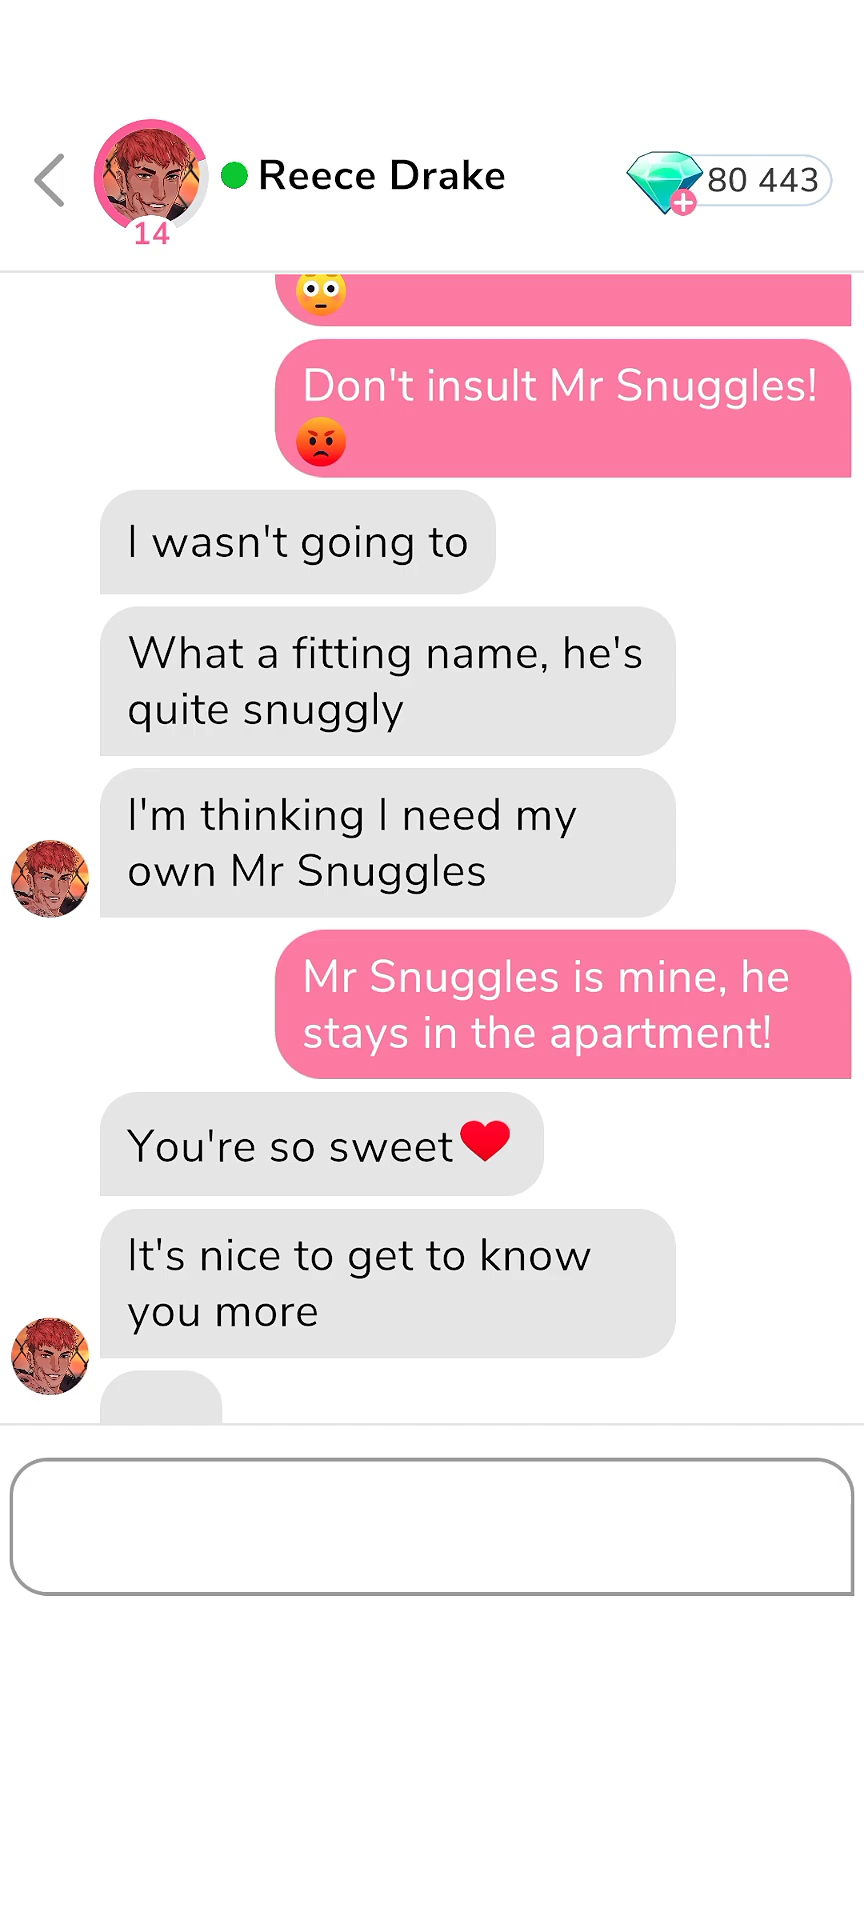 Reece Drake
80 443
14
😳
Don't insult Mr Snuggles!
😡
I wasn't going to
What a fitting name, he's
quite snuggly
I'm thinking I need my
own Mr Snuggles
Mr Snuggles is mine, he
stays in the apartment!
You're so sweet❤️
It's nice to get to know
you more